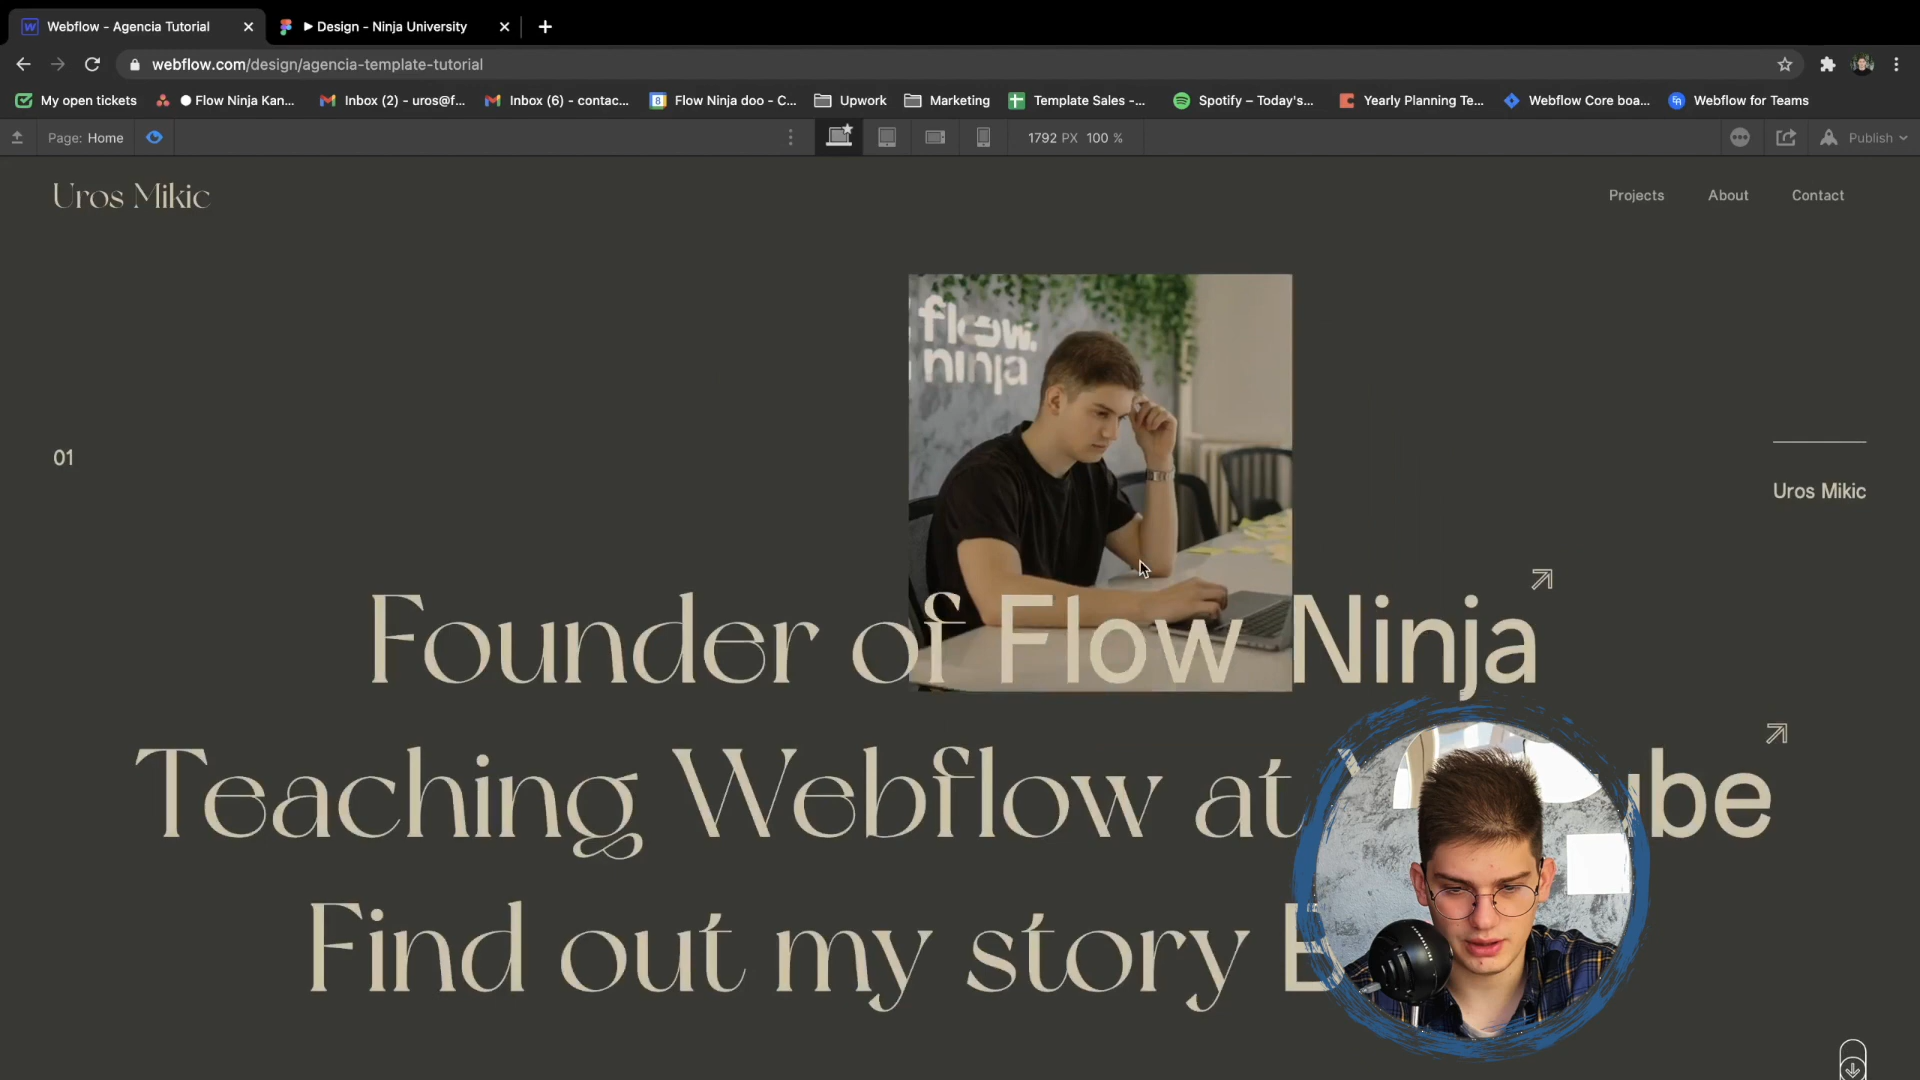 Webflow - Agencia Tutorial
Design - Ninja University
webflow.com/design/agencia-template-tutorial
My open tickets
Flow Ninja Kan...
Inbox (2) - uros@f...
Inbox (6) - contac...
Flow Ninja doo - C...
Upwork
Marketing
Template Sales -...
Spotify – Today's...
Yearly Planning Te...
Webflow Core boa...
Webflow for Teams
Page: Home
1792 PX 100 %
Publish
Uros Mikic
Projects
About
Contact
flow.
ninja
01
Uros Mikic
Founder of Flow Ninja
Teaching Webflow at
Find out my story